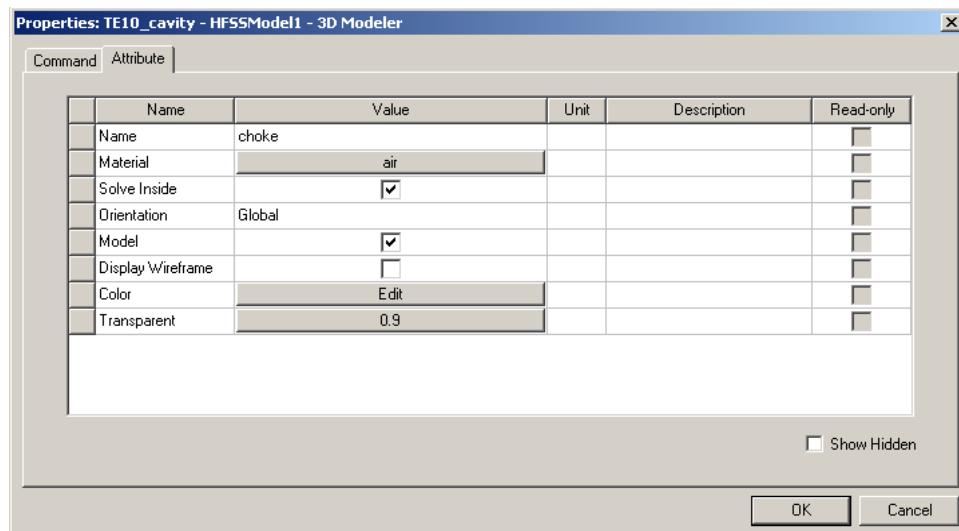 Properties: TE10_cavity - HFSSModel1 - 3D Modeler
Command Attribute
Name Value Unit Description Read-only
Name choke
Material air
Solve Inside
Orientation Global
Model
Display Wireframe
Color Edit
Transparent 0.9
Show Hidden
OK Cancel